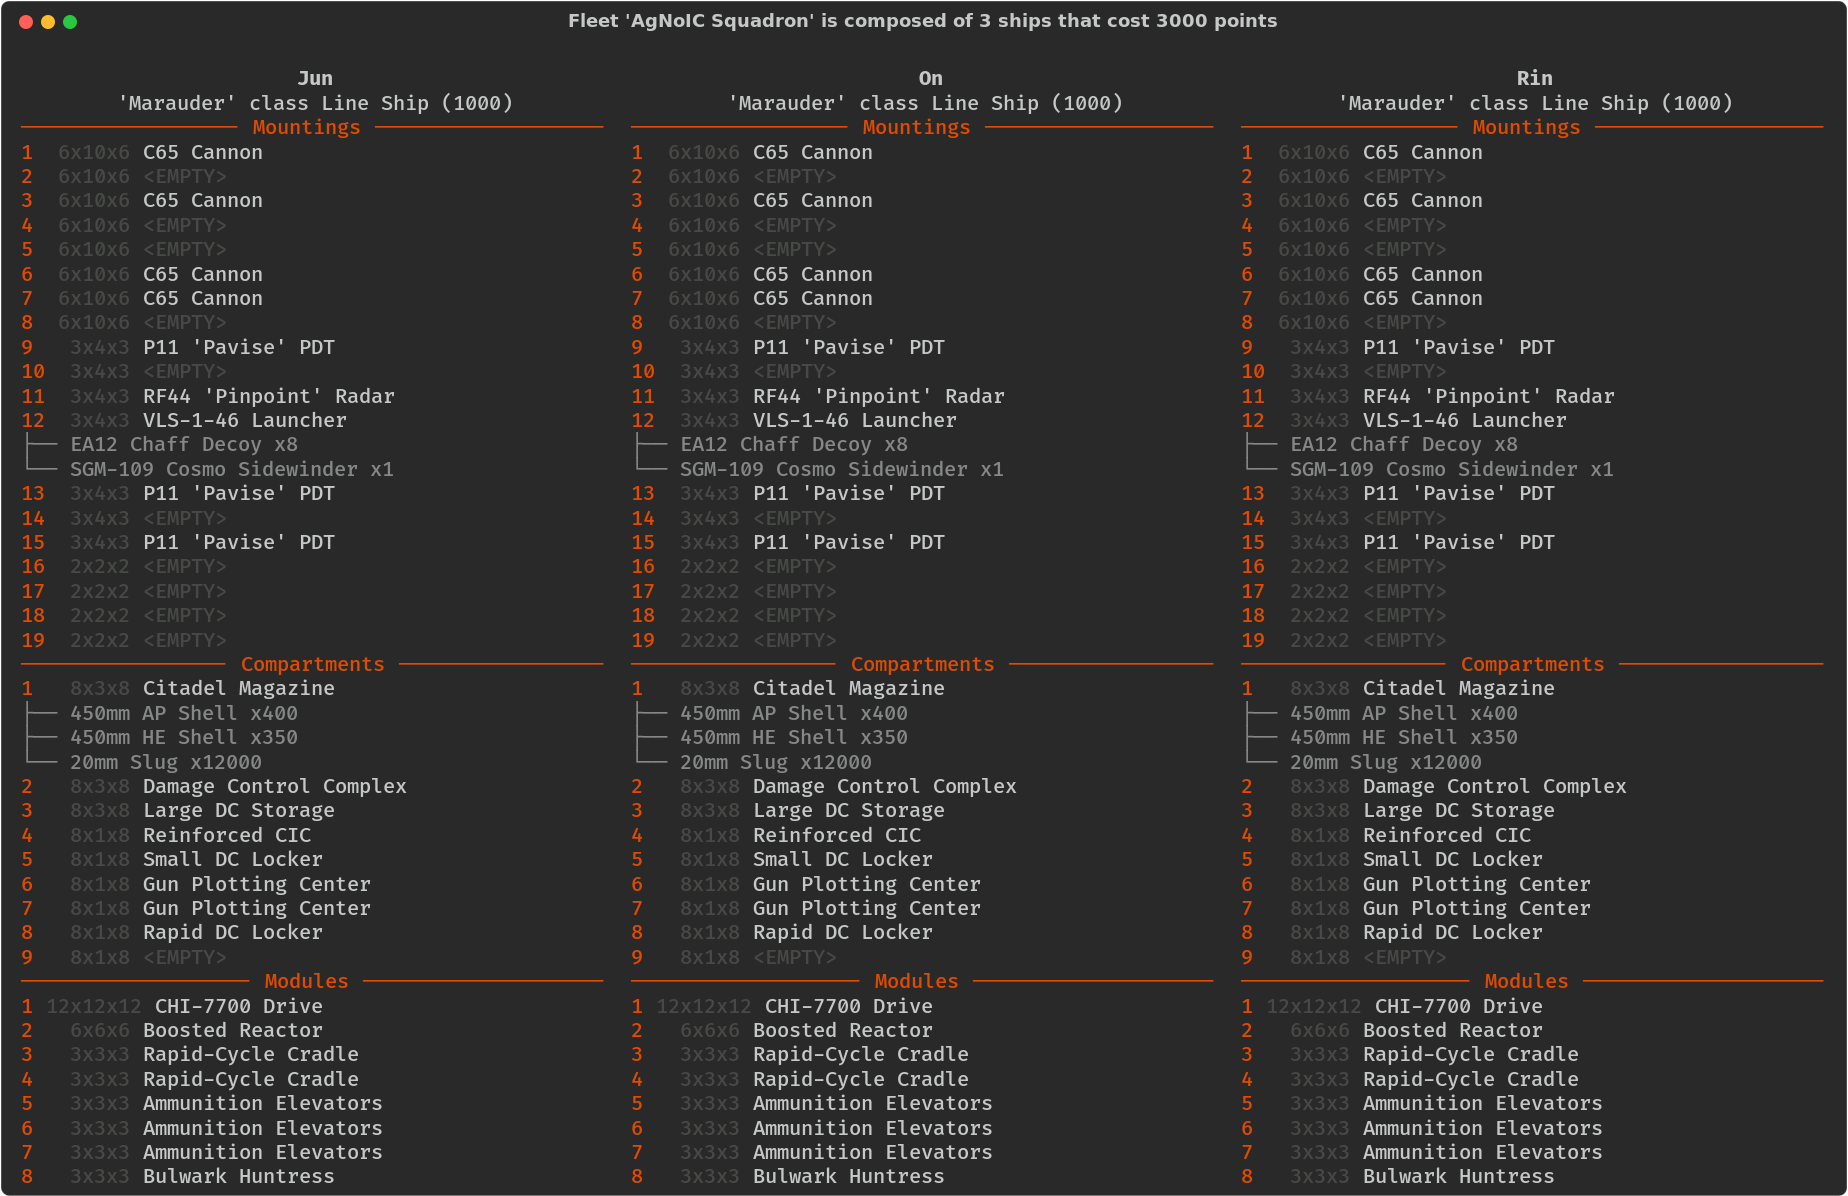 Fleet 'AgNoIC Squadron' is composed of 3 ships that cost 3000 points
Jun
'Marauder' class Line Ship (1000)
Mountings
1 6x10x6 C65 Cannon
2 6x10x6 <EMPTY>
3 6x10x6 C65 Cannon
4 6x10x6 <EMPTY>
5 6x10x6 <EMPTY>
6 6x10x6 C65 Cannon
7 6x10x6 C65 Cannon
8 6x10x6 <EMPTY>
9 3x4x3 P11 'Pavise' PDT
10 3x4x3 <EMPTY>
11 3x4x3 RF44 'Pinpoint' Radar
12 3x4x3 VLS-1-46 Launcher
EA12 Chaff Decoy x8
SGM-109 Cosmo Sidewinder x1
13 3x4x3 P11 'Pavise' PDT
14 3x4x3 <EMPTY>
15 3x4x3 P11 'Pavise' PDT
16 2x2x2 <EMPTY>
17 2x2x2 <EMPTY>
18 2x2x2 <EMPTY>
19 2x2x2 <EMPTY>
Compartments
1 8x3x8 Citadel Magazine
450mm AP Shell x400
450mm HE Shell x350
20mm Slug x12000
2 8x3x8 Damage Control Complex
3 8x3x8 Large DC Storage
4 8x1x8 Reinforced CIC
5 8x1x8 Small DC Locker
6 8x1x8 Gun Plotting Center
7 8x1x8 Gun Plotting Center
8 8x1x8 Rapid DC Locker
9 8x1x8 <EMPTY>
Modules
1 12x12x12 CHI-7700 Drive
2 6x6x6 Boosted Reactor
3 3x3x3 Rapid-Cycle Cradle
4 3x3x3 Rapid-Cycle Cradle
5 3x3x3 Ammunition Elevators
6 3x3x3 Ammunition Elevators
7 3x3x3 Ammunition Elevators
8 3x3x3 Bulwark Huntress
On
'Marauder' class Line Ship (1000)
Mountings
1 6x10x6 C65 Cannon
2 6x10x6 <EMPTY>
3 6x10x6 C65 Cannon
4 6x10x6 <EMPTY>
5 6x10x6 <EMPTY>
6 6x10x6 C65 Cannon
7 6x10x6 C65 Cannon
8 6x10x6 <EMPTY>
9 3x4x3 P11 'Pavise' PDT
10 3x4x3 <EMPTY>
11 3x4x3 RF44 'Pinpoint' Radar
12 3x4x3 VLS-1-46 Launcher
EA12 Chaff Decoy x8
SGM-109 Cosmo Sidewinder x1
13 3x4x3 P11 'Pavise' PDT
14 3x4x3 <EMPTY>
15 3x4x3 P11 'Pavise' PDT
16 2x2x2 <EMPTY>
17 2x2x2 <EMPTY>
18 2x2x2 <EMPTY>
19 2x2x2 <EMPTY>
Compartments
1 8x3x8 Citadel Magazine
450mm AP Shell x400
450mm HE Shell x350
20mm Slug x12000
2 8x3x8 Damage Control Complex
3 8x3x8 Large DC Storage
4 8x1x8 Reinforced CIC
5 8x1x8 Small DC Locker
6 8x1x8 Gun Plotting Center
7 8x1x8 Gun Plotting Center
8 8x1x8 Rapid DC Locker
9 8x1x8 <EMPTY>
Modules
1 12x12x12 CHI-7700 Drive
2 6x6x6 Boosted Reactor
3 3x3x3 Rapid-Cycle Cradle
4 3x3x3 Rapid-Cycle Cradle
5 3x3x3 Ammunition Elevators
6 3x3x3 Ammunition Elevators
7 3x3x3 Ammunition Elevators
8 3x3x3 Bulwark Huntress
Rin
'Marauder' class Line Ship (1000)
Mountings
1 6x10x6 C65 Cannon
2 6x10x6 <EMPTY>
3 6x10x6 C65 Cannon
4 6x10x6 <EMPTY>
5 6x10x6 <EMPTY>
6 6x10x6 C65 Cannon
7 6x10x6 C65 Cannon
8 6x10x6 <EMPTY>
9 3x4x3 P11 'Pavise' PDT
10 3x4x3 <EMPTY>
11 3x4x3 RF44 'Pinpoint' Radar
12 3x4x3 VLS-1-46 Launcher
EA12 Chaff Decoy x8
SGM-109 Cosmo Sidewinder x1
13 3x4x3 P11 'Pavise' PDT
14 3x4x3 <EMPTY>
15 3x4x3 P11 'Pavise' PDT
16 2x2x2 <EMPTY>
17 2x2x2 <EMPTY>
18 2x2x2 <EMPTY>
19 2x2x2 <EMPTY>
Compartments
1 8x3x8 Citadel Magazine
450mm AP Shell x400
450mm HE Shell x350
20mm Slug x12000
2 8x3x8 Damage Control Complex
3 8x3x8 Large DC Storage
4 8x1x8 Reinforced CIC
5 8x1x8 Small DC Locker
6 8x1x8 Gun Plotting Center
7 8x1x8 Gun Plotting Center
8 8x1x8 Rapid DC Locker
9 8x1x8 <EMPTY>
Modules
1 12x12x12 CHI-7700 Drive
2 6x6x6 Boosted Reactor
3 3x3x3 Rapid-Cycle Cradle
4 3x3x3 Rapid-Cycle Cradle
5 3x3x3 Ammunition Elevators
6 3x3x3 Ammunition Elevators
7 3x3x3 Ammunition Elevators
8 3x3x3 Bulwark Huntress